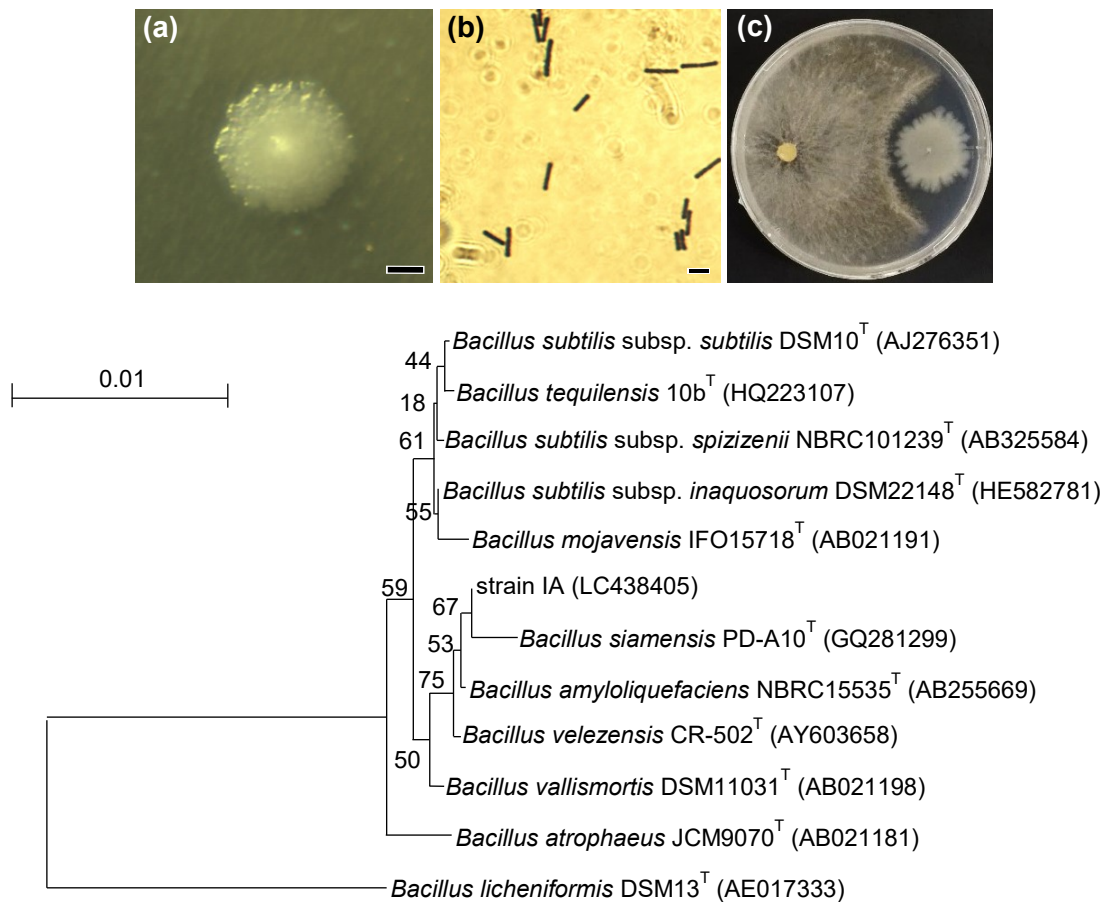 (a) (b) (c)
Bacillus subtilis subsp. subtilis DSM10T (AJ276351)
44
0.01
Bacillus tequilensis 10bT (HQ223107)
18
61
Bacillus subtilis subsp. spizizenii NBRC101239T (AB325584)
Bacillus subtilis subsp. inaquosorum DSM22148T (HE582781)
55
Bacillus mojavensis IFO15718T (AB021191)
59
strain IA (LC438405)
67
Bacillus siamensis PD-A10T (GQ281299)
53
75
Bacillus amyloliquefaciens NBRC15535T (AB255669)
Bacillus velezensis CR-502T (AY603658)
50
Bacillus vallismortis DSM11031T (AB021198)
Bacillus atrophaeus JCM9070T (AB021181)
Bacillus licheniformis DSM13T (AE017333)